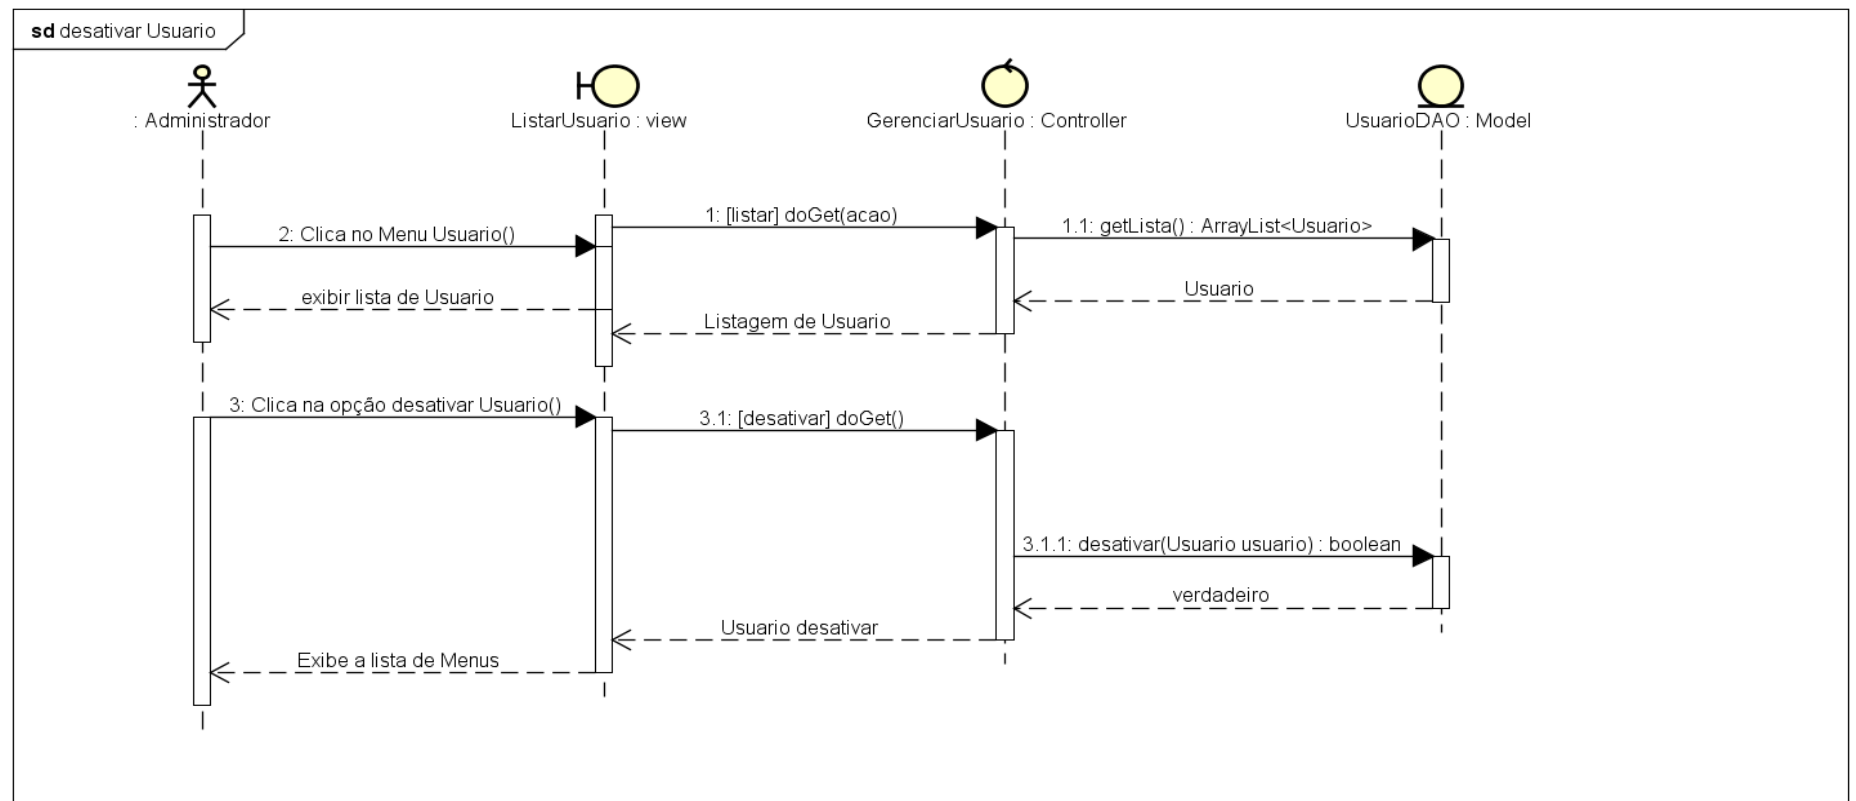 sd desativar Usuario
: Administrador
ListarUsuario : view
GerenciarUsuario : Controller
UsuarioDAO : Model
1: [listar] doGet(acao)
1.1: getLista() : ArrayList<Usuario>
2: Clica no Menu Usuario()
Usuario
exibir lista de Usuario
Listagem de Usuario
3: Clica na opção desativar Usuario()
3.1: [desativar] doGet()
3.1.1: desativar(Usuario usuario) : boolean
verdadeiro
Usuario desativar
Exibe a lista de Menus